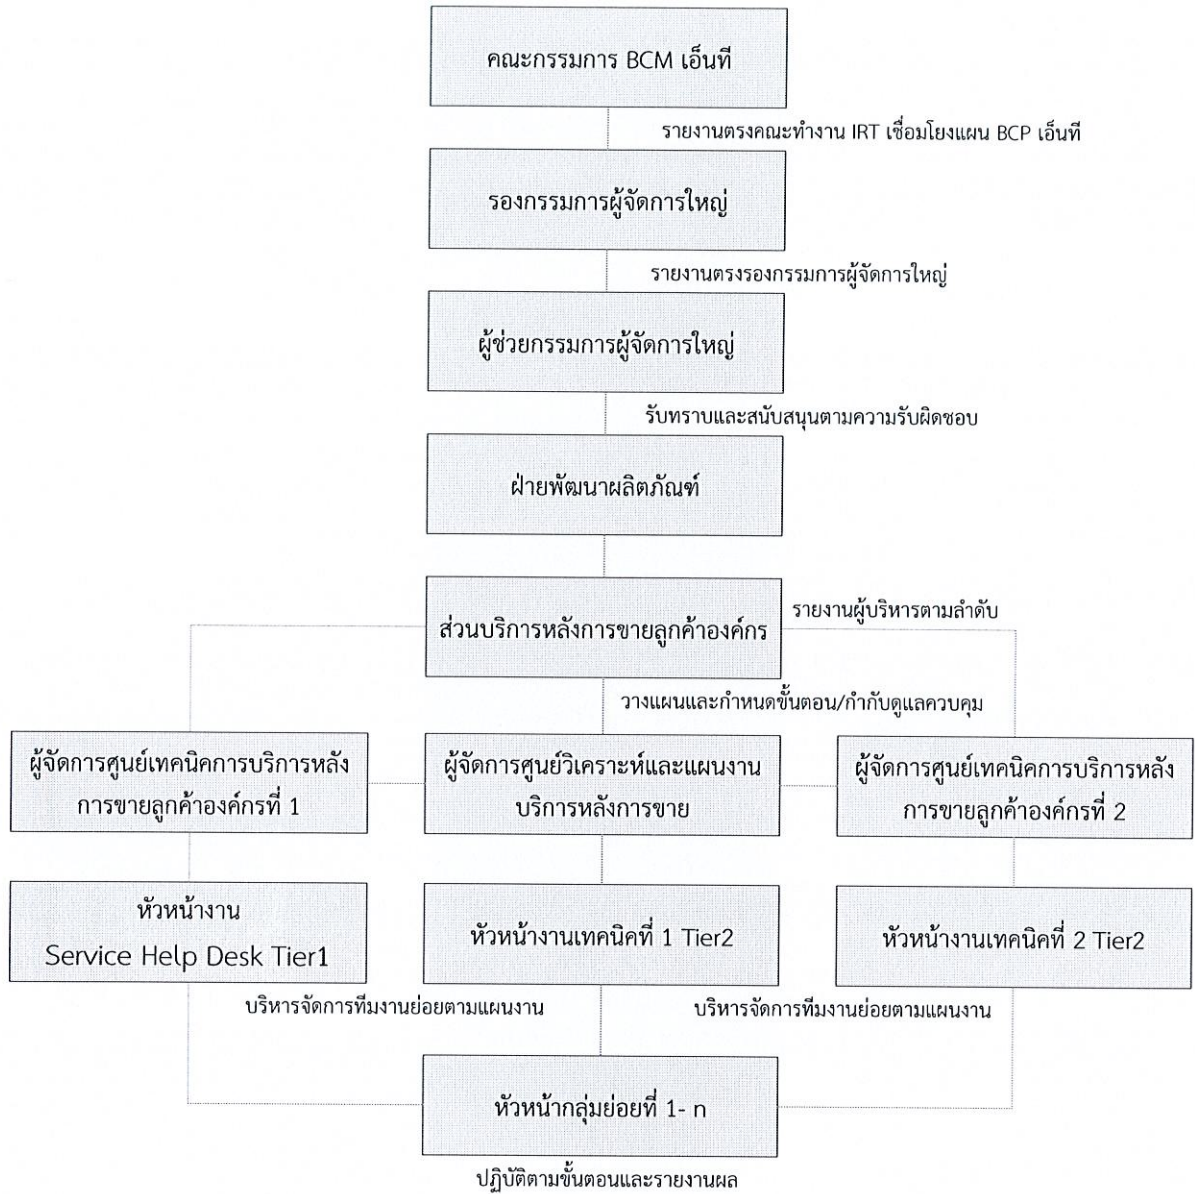 คณะกรรมการ BCM เอ็นที
รายงานตรงคณะทำงาน IRT เชื่อมโยงแผน BCP เอ็นที
รองกรรมการผู้จัดการใหญ่
รายงานตรงรองกรรมการผู้จัดการใหญ่
ผู้ช่วยกรรมการผู้จัดการใหญ่
รับทราบและสนับสนุนตามความรับผิดชอบ
ฝ่ายพัฒนาผลิตภัณฑ์
ส่วนบริการหลังการขายลูกค้าองค์กร
รายงานผู้บริหารตามลำดับ
วางแผนและกำหนดขั้นตอน/กำกับดูแลควบคุม
ผู้จัดการศูนย์เทคนิคการบริการหลัง
การขายลูกค้าองค์กรที่ 1
ผู้จัดการศูนย์วิเคราะห์และแผนงาน
บริการหลังการขาย
ผู้จัดการศูนย์เทคนิคการบริการหลัง
การขายลูกค้าองค์กรที่ 2
หัวหน้างาน
Service Help Desk Tier1
หัวหน้างานเทคนิคที่ 1 Tier2
หัวหน้างานเทคนิคที่ 2 Tier2
บริหารจัดการทีมงานย่อยตามแผนงาน
บริหารจัดการทีมงานย่อยตามแผนงาน
หัวหน้ากลุ่มย่อยที่ 1- n
ปฏิบัติตามขั้นตอนและรายงานผล